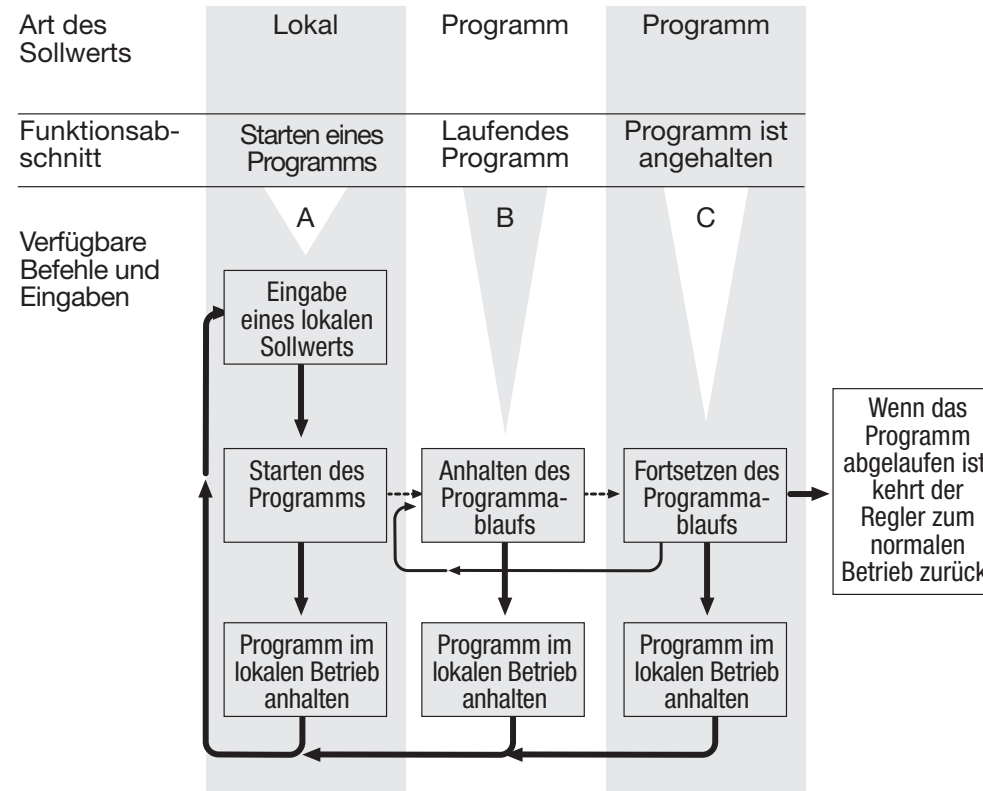 Art des
Sollwerts
Lokal
Programm
Programm
Funktionsab-
schnitt
Starten eines
Programms
Laufendes
Programm
Programm ist
angehalten
Verfügbare
Befehle und
Eingaben
A
B
C
Eingabe
eines lokalen
Sollwerts
Starten des
Programms
Anhalten des
Programma-
blaufs
Fortsetzen des
Programma-
blaufs
Wenn das
Programm
abgelaufen ist
kehrt der
Regler zum
normalen
Betrieb zurück
Programm im
lokalen Betrieb
anhalten
Programm im
lokalen Betrieb
anhalten
Programm im
lokalen Betrieb
anhalten